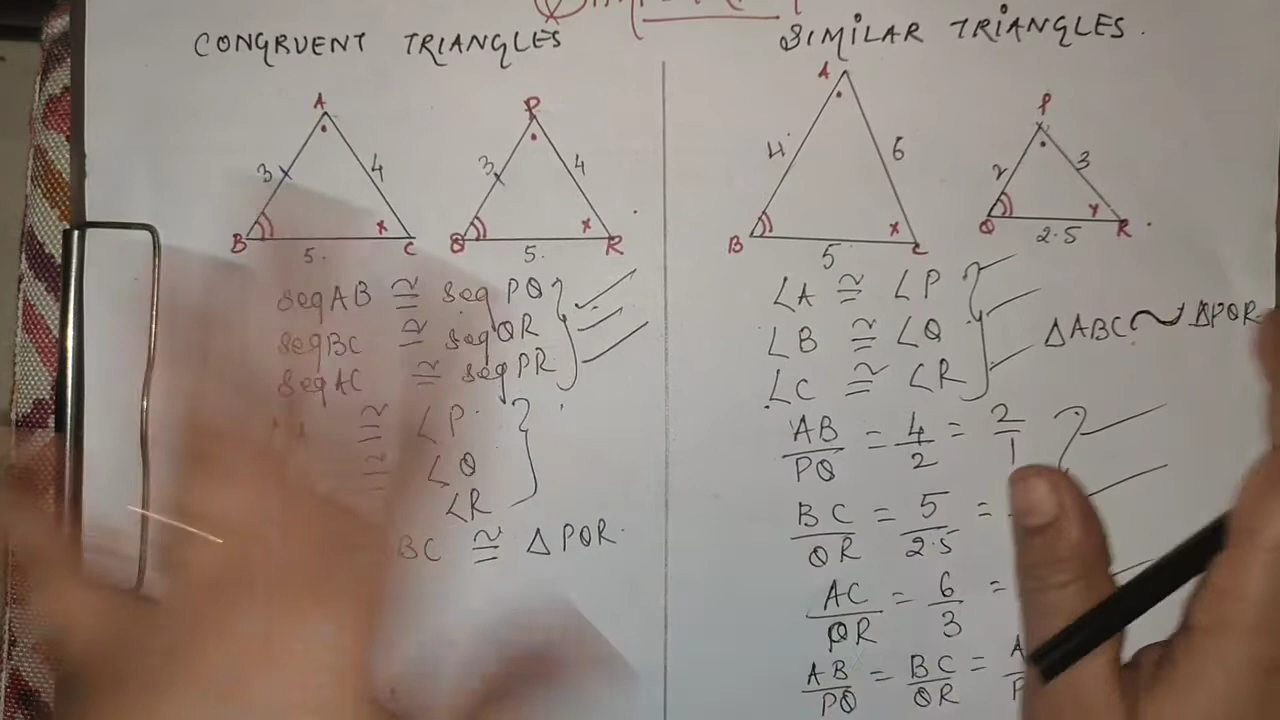 CONGRUENT TRIANGLES
A
P
3
4
3
4
B
C
Q
R
5.
5.
seg AB ≅ seg PQ
seg BC ≅ seg QR
seg AC ≅ seg PR
≅ ∠P
≅ ∠Q
∠R
BC ≅ ΔPQR.
SIMILAR TRIANGLES.
A
P
4
6
2
3
B
C
Q
R
5
2.5
∠A ≅ ∠P
∠B ≅ ∠Q
∠C ≅ ∠R
ΔABC ~ ΔPQR
AB/PQ = 4/2 = 2/1
BC/QR = 5/2.5 =
AC/PR = 6/3 =
AB/PQ = BC/QR = A/P